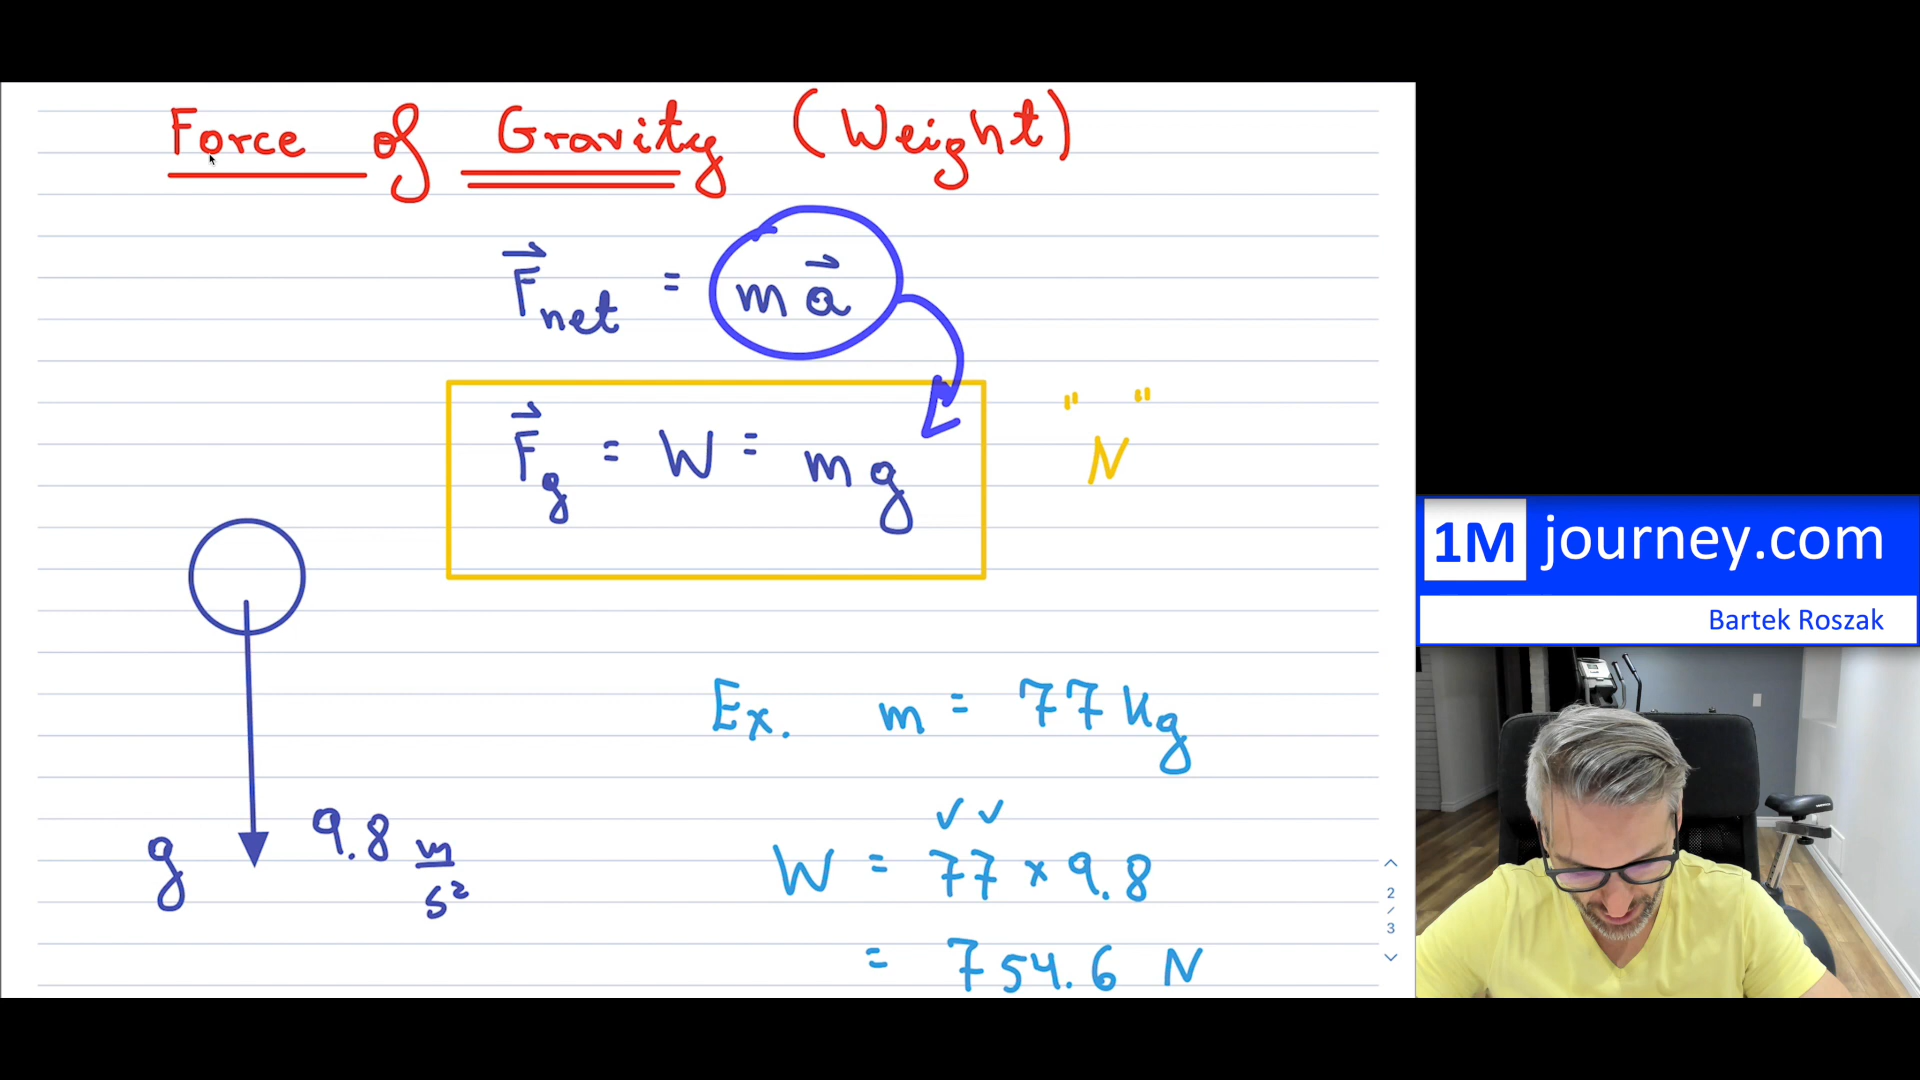 Force of Gravity (Weight)
F⃗net = ma⃗
F⃗g = W = mg
" "
N
g 9.8 m/s²
Ex. m = 77 kg
W = 77 x 9.8
= 754.6 N
2
/
3
1M journey.com
Bartek Roszak